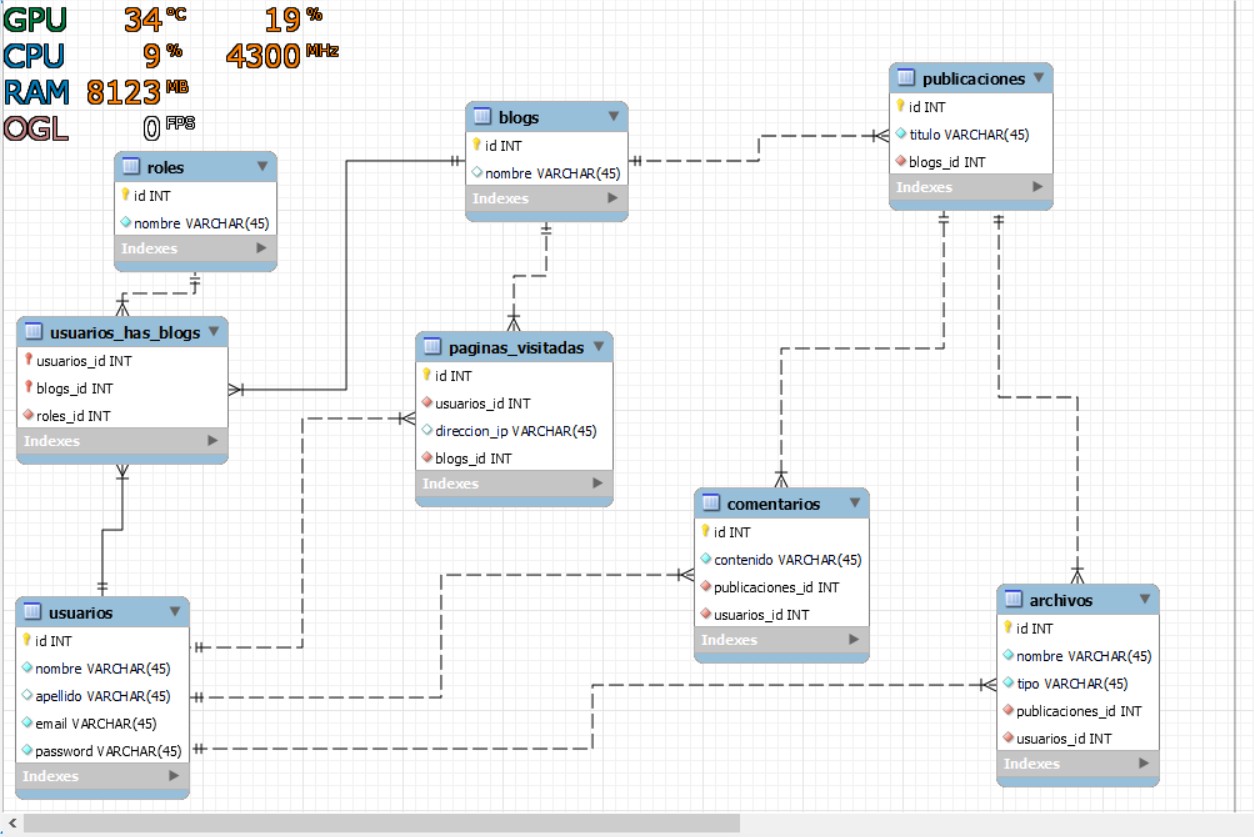 GPU 34 °C 19 %
CPU 9 % 4300 MHz
RAM 8123 MB
OGL 0 FPS
roles
id INT
nombre VARCHAR(45)
Indexes
blogs
id INT
nombre VARCHAR(45)
Indexes
publicaciones
id INT
titulo VARCHAR(45)
blogs_id INT
Indexes
usuarios_has_blogs
usuarios_id INT
blogs_id INT
roles_id INT
Indexes
paginas_visitadas
id INT
usuarios_id INT
direccion_ip VARCHAR(45)
blogs_id INT
Indexes
comentarios
id INT
contenido VARCHAR(45)
publicaciones_id INT
usuarios_id INT
Indexes
usuarios
id INT
nombre VARCHAR(45)
apellido VARCHAR(45)
email VARCHAR(45)
password VARCHAR(45)
Indexes
archivos
id INT
nombre VARCHAR(45)
tipo VARCHAR(45)
publicaciones_id INT
usuarios_id INT
Indexes